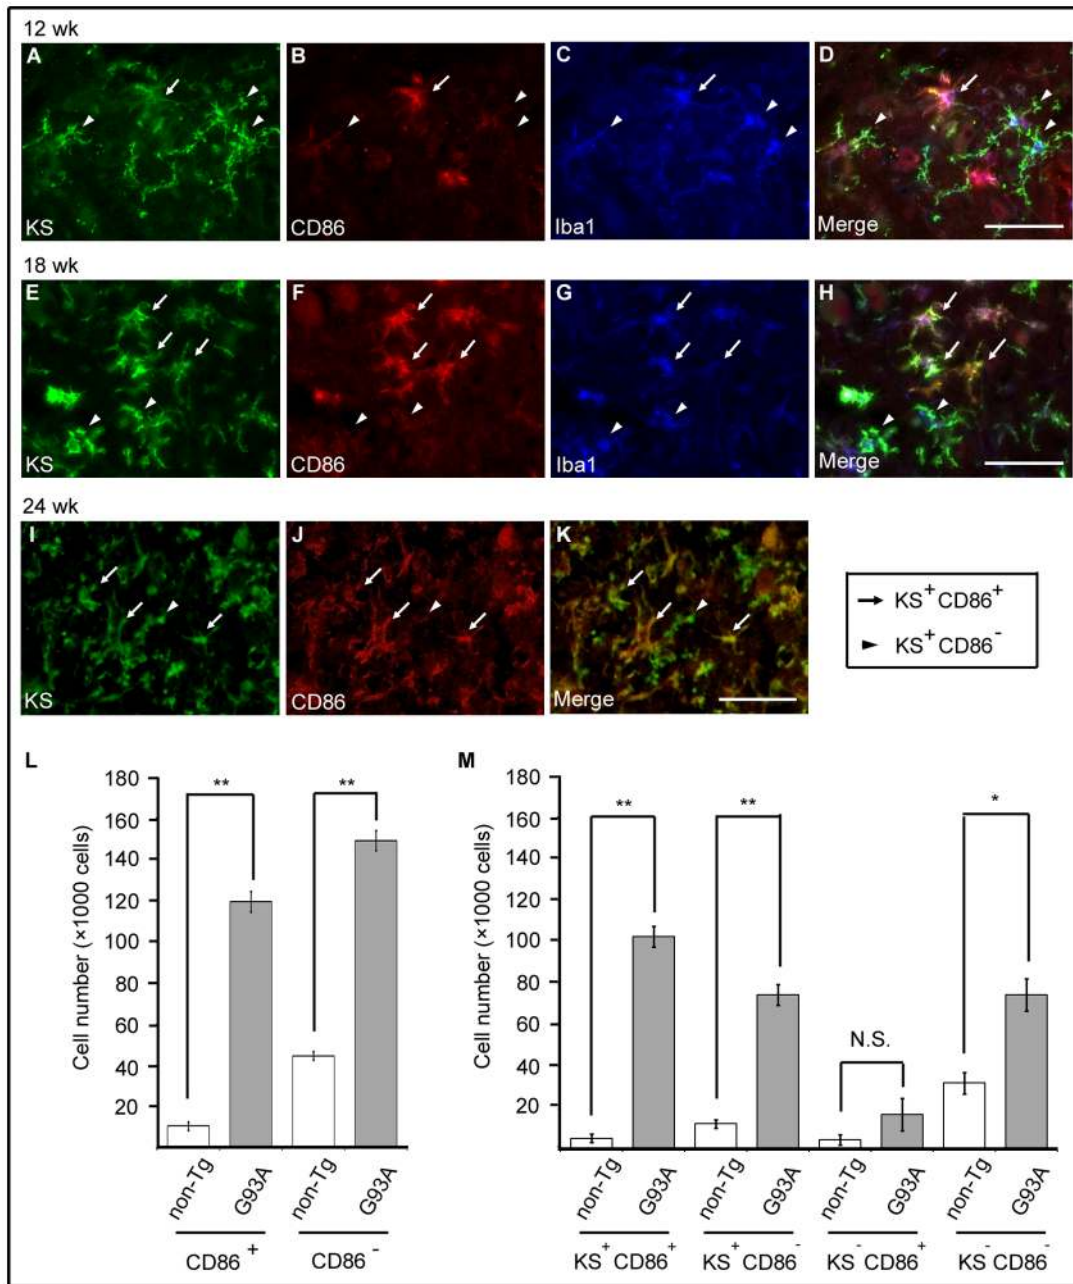 12 wk
A B C D
KS CD86 Iba1 Merge
18 wk
E F G H
KS CD86 Iba1 Merge
24 wk
I J K
KS CD86 Merge
KS+ CD86+
KS+ CD86-
L
Cell number (×1000 cells)
180
160
140
120
100
80
60
40
20
** **
non-Tg G93A non-Tg G93A
CD86 + CD86 -
M
Cell number (×1000 cells)
180
160
140
120
100
80
60
40
20
** ** N.S. *
non-Tg G93A non-Tg G93A non-Tg G93A non-Tg G93A
KS+ CD86+ KS+ CD86- KS- CD86+ KS- CD86-